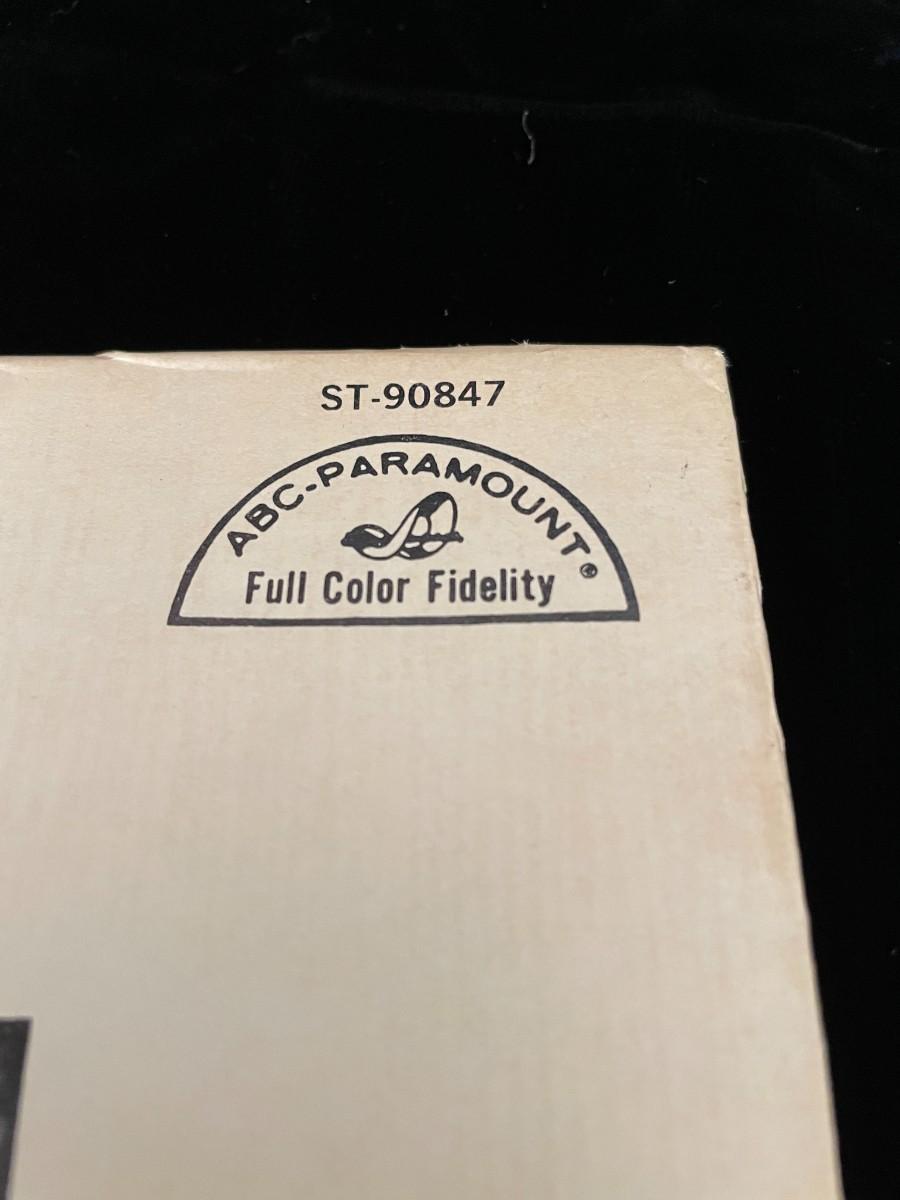 ST-90847
ABC-PARAMOUNT®
Full Color Fidelity